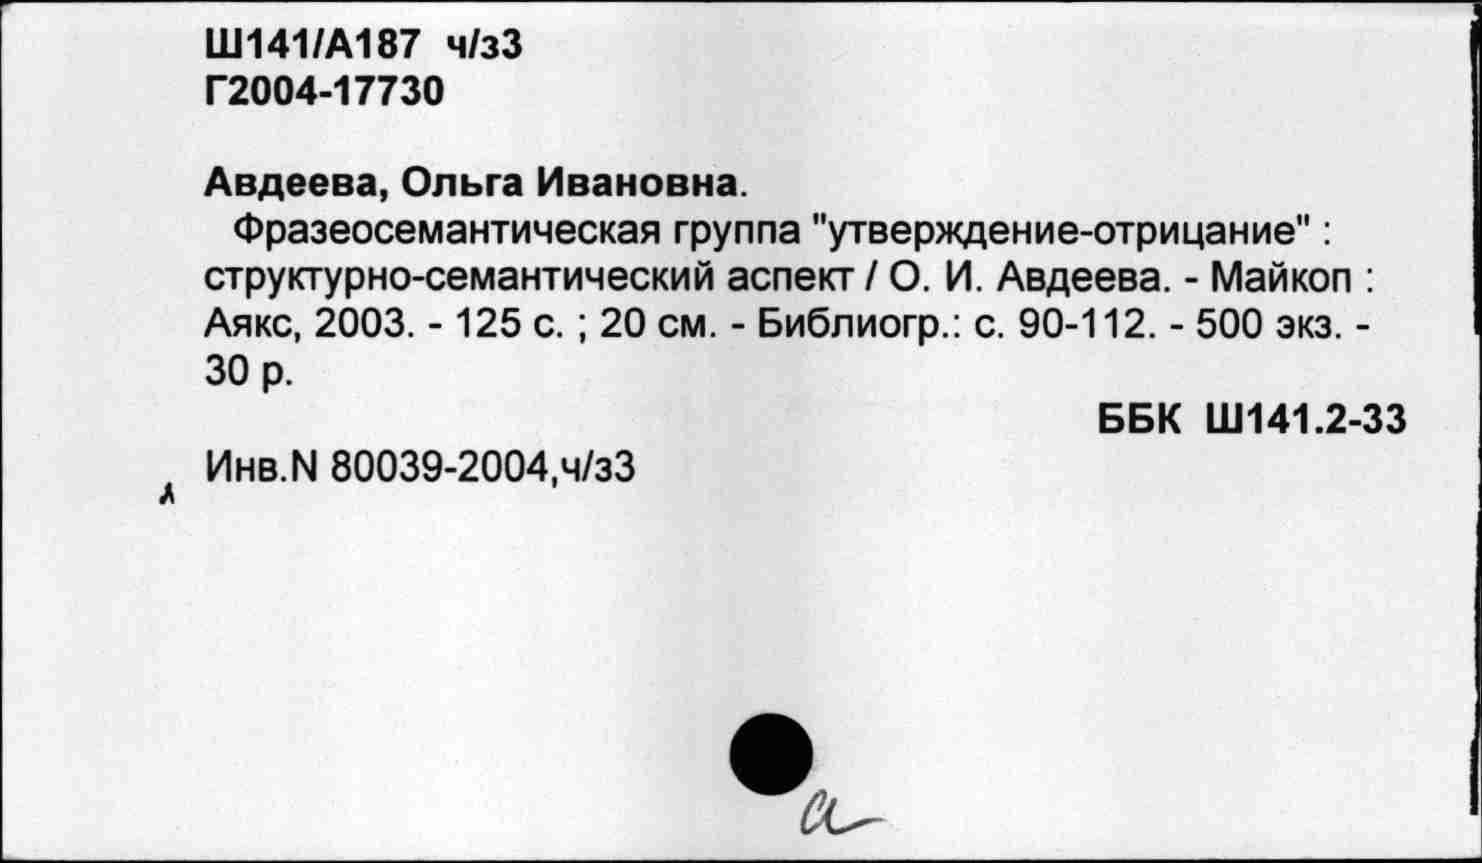 Ш141/А187 ч/з3
Г2004-17730
Авдеева, Ольга Ивановна.
Фразеосемантическая группа "утверждение-отрицание" :
структурно-семантический аспект / О. И. Авдеева. - Майкоп :
Аякс, 2003. - 125 с. ; 20 см. - Библиогр.: с. 90-112. - 500 экз. -
30 р.
ББК Ш141.2-33
Инв.N 80039-2004,ч/з3
а